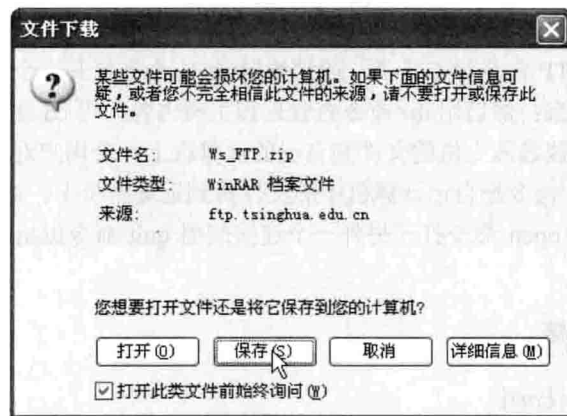 文件下载
某些文件可能会损坏您的计算机。如果下面的文件信息可
疑，或者您不完全相信此文件的来源，请不要打开或保存此
文件。
文件名： Ws_FTP.zip
文件类型： WinRAR 档案文件
来源： ftp.tsinghua.edu.cn
您想要打开文件还是将它保存到您的计算机？
打开(O) 保存(S) 取消 详细信息(M)
打开此类文件前始终询问(W)